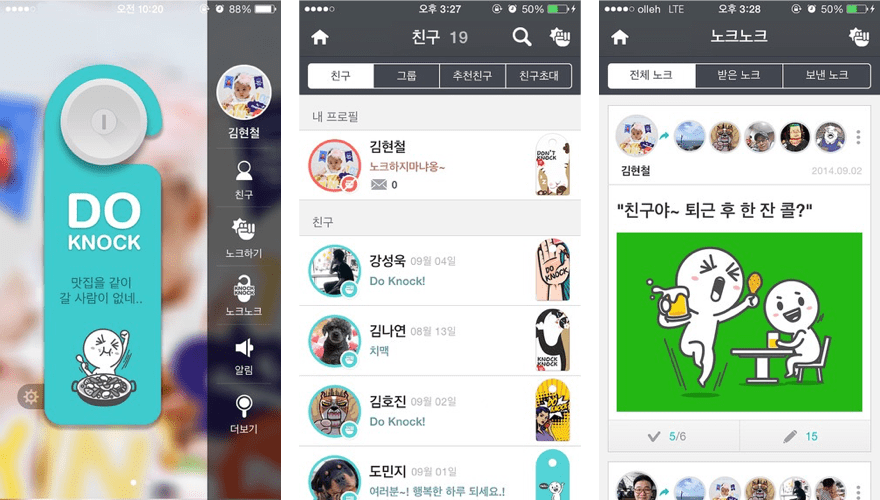 오전 10:20
88%
DO
KNOCK
맛집을 같이
갈 사람이 없네..
김현철
친구
노크하기
KNOCK
KNOCK
노크노크
알림
더보기
오후 3:27
50%
친구 19
친구
그룹
추천친구
친구초대
내 프로필
김현철
노크하지마냐옹~
0
DON'T
KNOCK
친구
강성욱 09월 04일
Do Knock!
DO
KNOCK
김나연 08월 13일
치맥
KNOCK
KNOCK
김호진 09월 02일
Do Knock!
도민지 09월 01일
여러분~! 행복한 하루 되세요.!
olleh LTE
오후 3:28
50%
노크노크
전체 노크
받은 노크
보낸 노크
김현철
2014.09.02
"친구야~ 퇴근 후 한 잔 콜?"
5/6
15